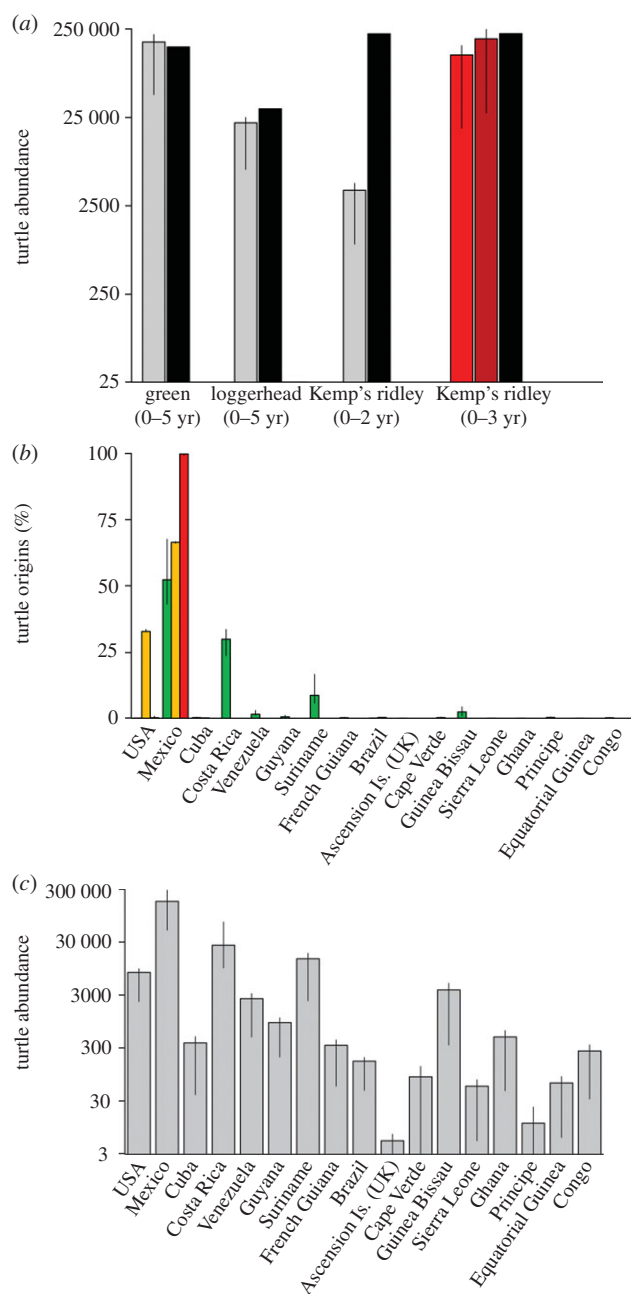 (a)
250 000
25 000
2500
250
25
turtle abundance
green
(0–5 yr)
loggerhead
(0–5 yr)
Kemp's ridley
(0–2 yr)
Kemp's ridley
(0–3 yr)
(b)
100
75
50
25
0
turtle origins (%)
USA
Mexico
Cuba
Costa Rica
Venezuela
Guyana
Suriname
French Guiana
Brazil
Ascension Is. (UK)
Cape Verde
Guinea Bissau
Sierra Leone
Ghana
Principe
Equatorial Guinea
Congo
(c)
300 000
30 000
3000
300
30
3
turtle abundance
USA
Mexico
Cuba
Costa Rica
Venezuela
Guyana
Suriname
French Guiana
Brazil
Ascension Is. (UK)
Cape Verde
Guinea Bissau
Sierra Leone
Ghana
Principe
Equatorial Guinea
Congo